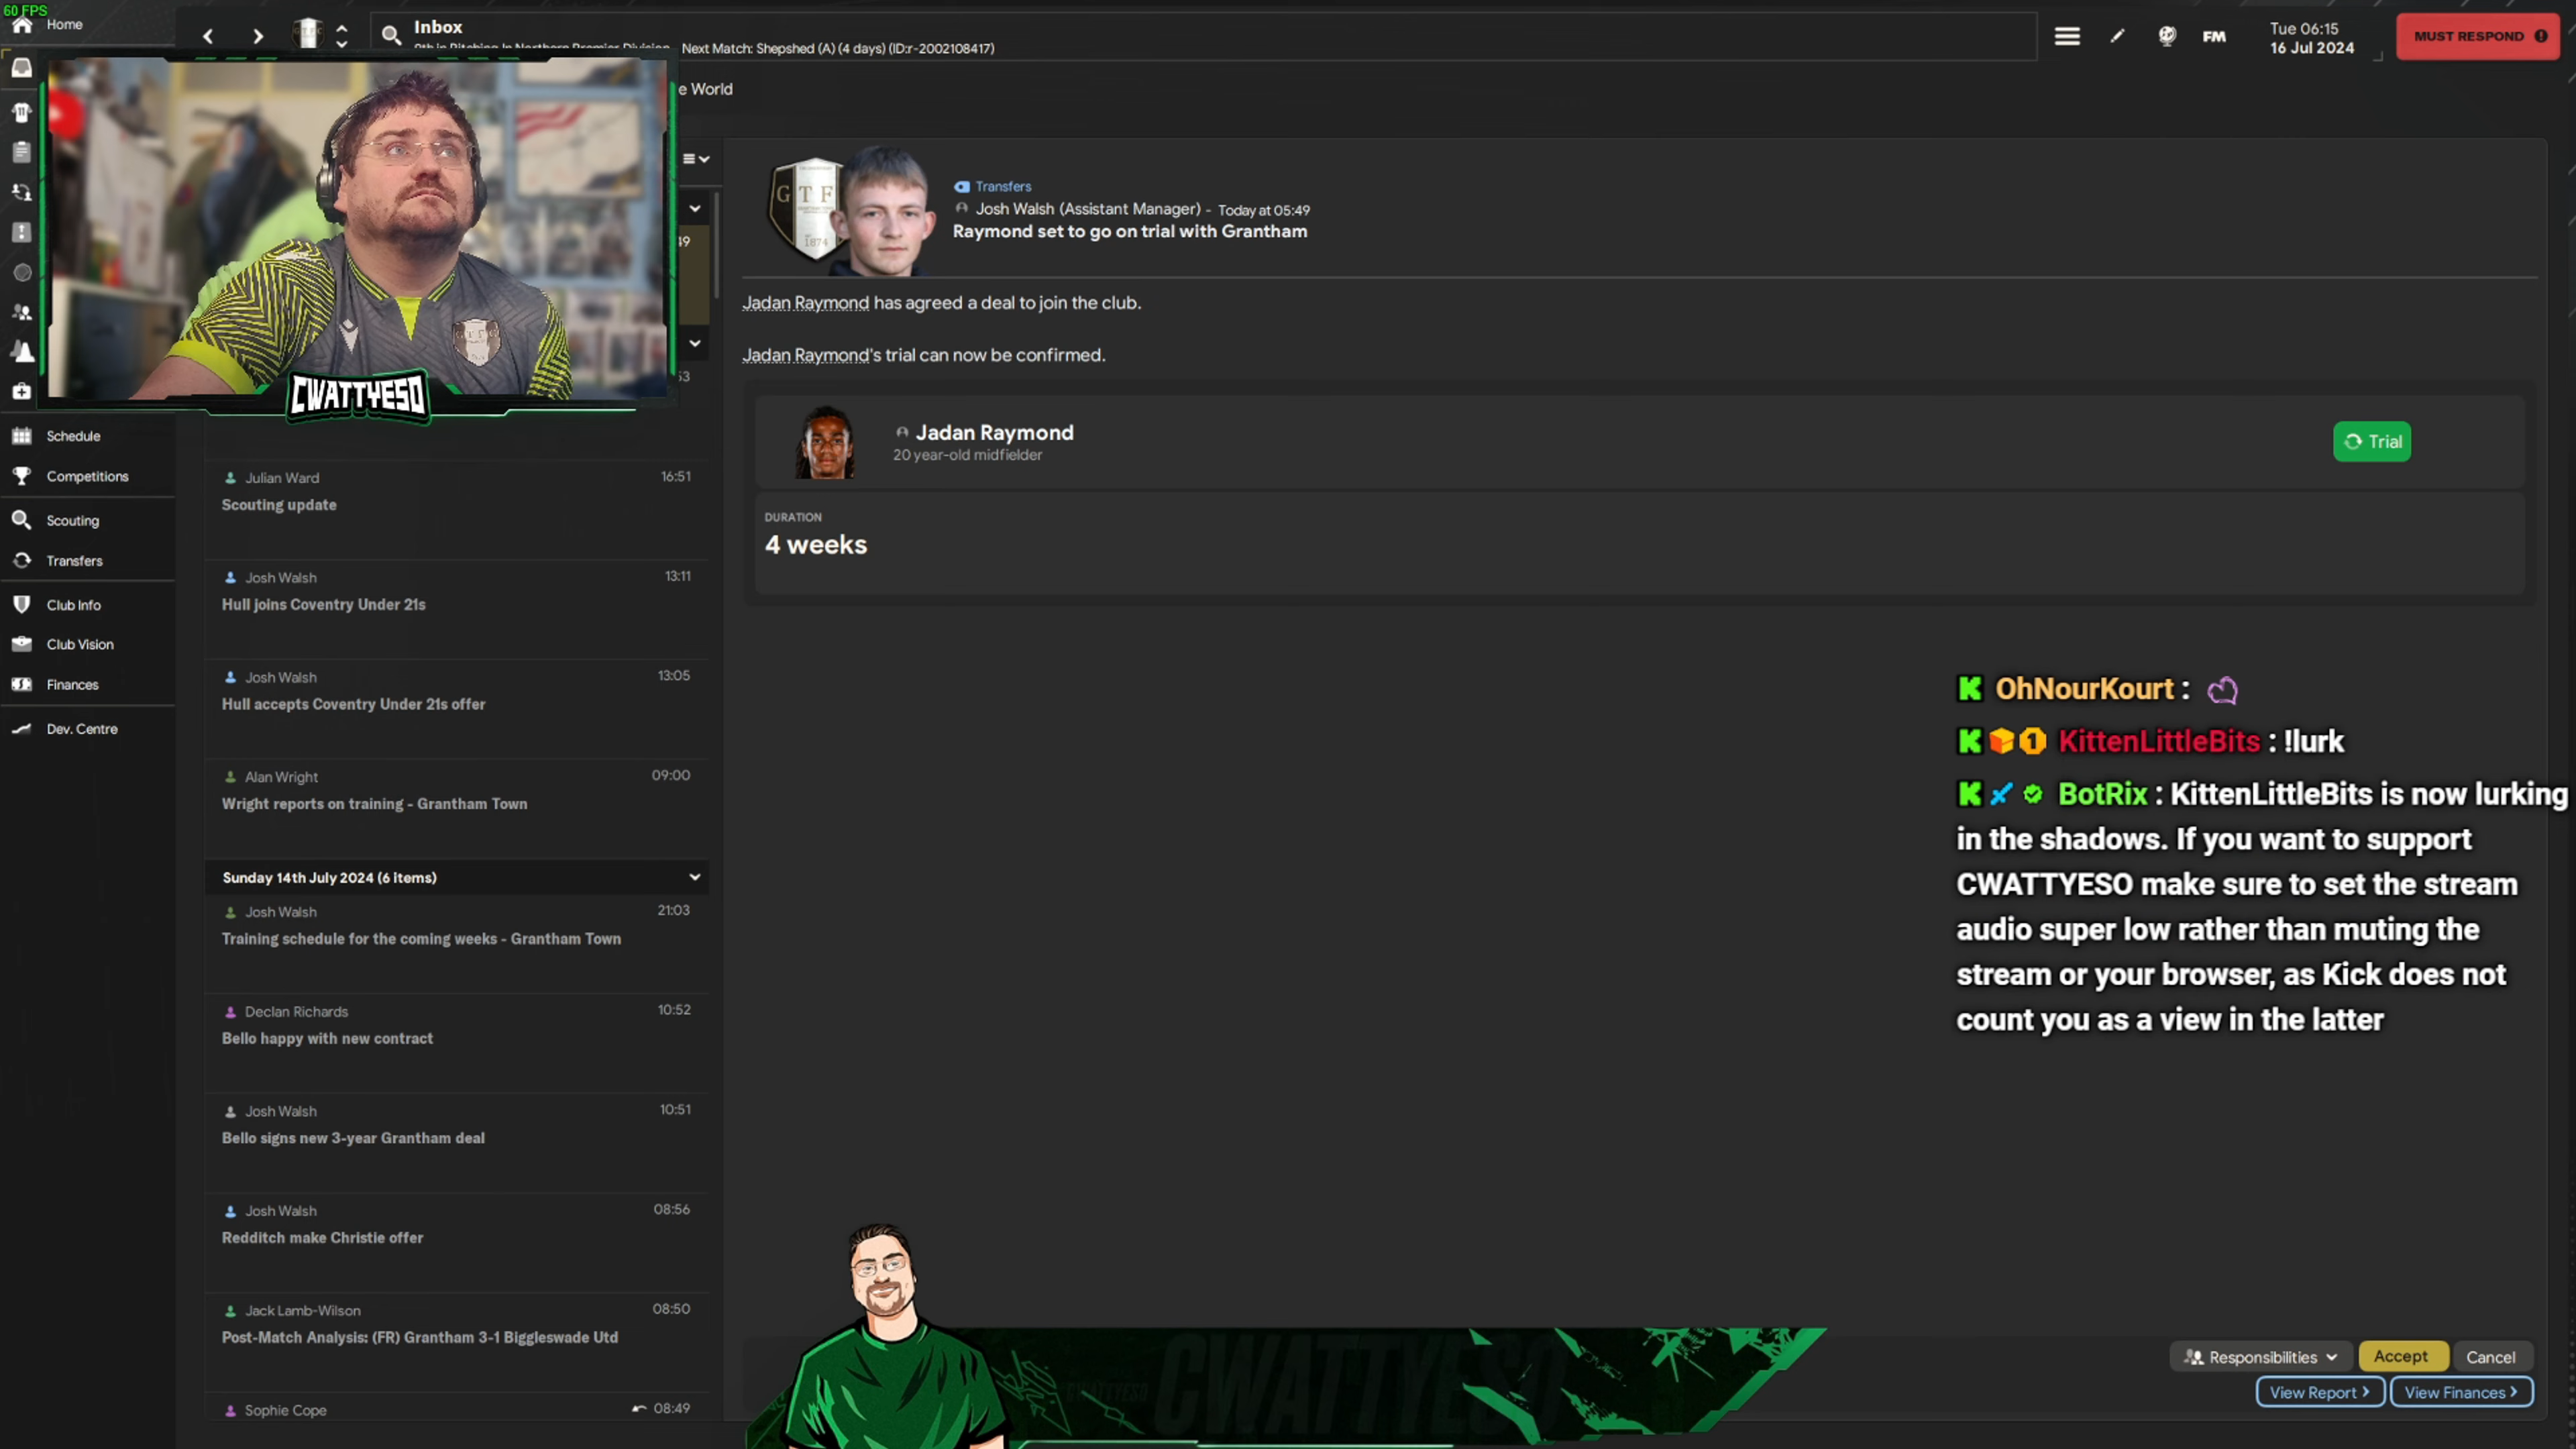 60 FPS
Home
Inbox
Next Match: Shepshed (A) (4 days) (ID:r-2002108417)
FM
Tue 06:15
16 Jul 2024
MUST RESPOND
e World
CWATTYESO
Schedule
Competitions
Scouting
Transfers
Club Info
Club Vision
Finances
Dev. Centre
Julian Ward 16:51
Scouting update
Josh Walsh 13:11
Hull joins Coventry Under 21s
Josh Walsh 13:05
Hull accepts Coventry Under 21s offer
Alan Wright 09:00
Wright reports on training - Grantham Town
Sunday 14th July 2024 (6 items)
Josh Walsh 21:03
Training schedule for the coming weeks - Grantham Town
Declan Richards 10:52
Bello happy with new contract
Josh Walsh 10:51
Bello signs new 3-year Grantham deal
Josh Walsh 08:56
Redditch make Christie offer
Jack Lamb-Wilson 08:50
Post-Match Analysis: (FR) Grantham 3-1 Biggleswade Utd
Sophie Cope 08:49
G T F
1874
Transfers
Josh Walsh (Assistant Manager) - Today at 05:49
Raymond set to go on trial with Grantham
Jadan Raymond has agreed a deal to join the club.
Jadan Raymond's trial can now be confirmed.
Jadan Raymond
20 year-old midfielder
Trial
DURATION
4 weeks
OhNourKourt :
KittenLittleBits : !lurk
BotRix : KittenLittleBits is now lurking
in the shadows. If you want to support
CWATTYESO make sure to set the stream
audio super low rather than muting the
stream or your browser, as Kick does not
count you as a view in the latter
CWATTYESO
Responsibilities
Accept
Cancel
View Report
View Finances